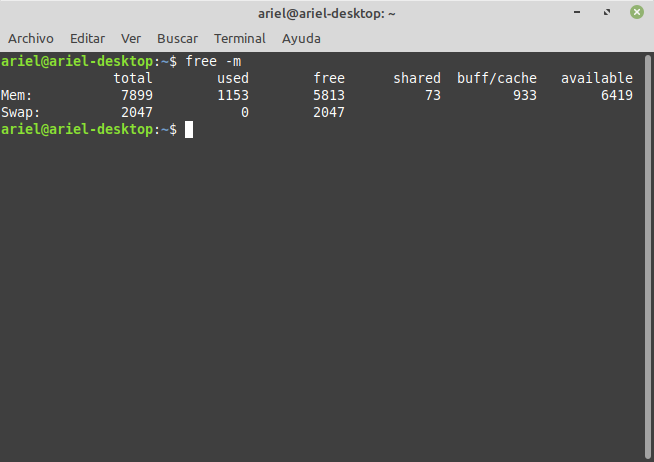 ariel@ariel-desktop: ~
Archivo Editar Ver Buscar Terminal Ayuda
ariel@ariel-desktop:~$ free -m
total used free shared buff/cache available
Mem: 7899 1153 5813 73 933 6419
Swap: 2047 0 2047
ariel@ariel-desktop:~$